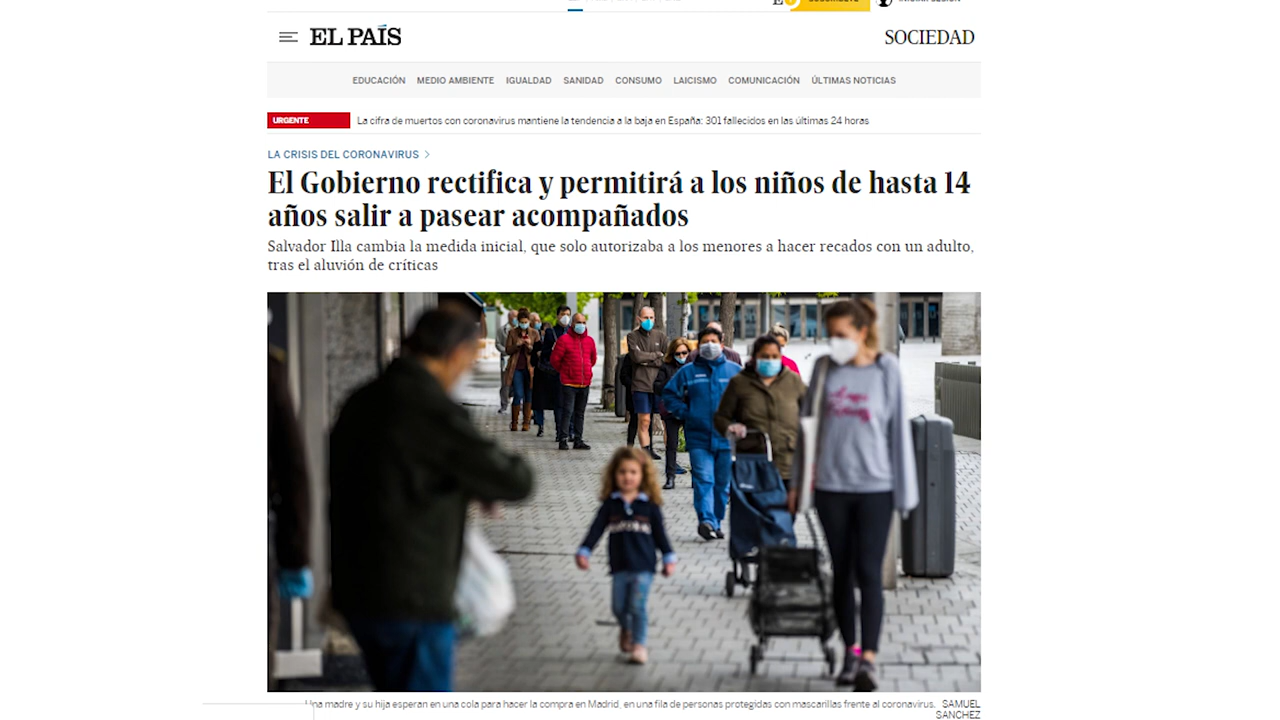 SUSCRÍBETE
INICIAR SESIÓN
EL PAÍS
SOCIEDAD
EDUCACIÓN MEDIO AMBIENTE IGUALDAD SANIDAD CONSUMO LAICISMO COMUNICACIÓN ÚLTIMAS NOTICIAS
URGENTE La cifra de muertos con coronavirus mantiene la tendencia a la baja en España: 301 fallecidos en las últimas 24 horas
LA CRISIS DEL CORONAVIRUS >
El Gobierno rectifica y permitirá a los niños de hasta 14
años salir a pasear acompañados
Salvador Illa cambia la medida inicial, que solo autorizaba a los menores a hacer recados con un adulto,
tras el aluvión de críticas
Una madre y su hija esperan en una cola para hacer la compra en Madrid, en una fila de personas protegidas con mascarillas frente al coronavirus. SAMUEL
SANCHEZ